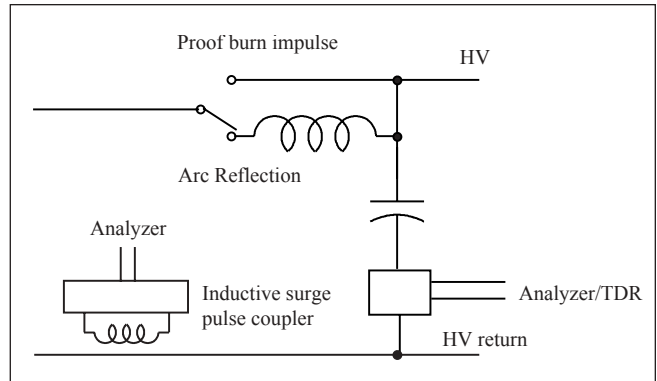 Proof burn impulse
HV
Arc Reflection
Analyzer
Inductive surge
pulse coupler
Analyzer/TDR
HV return